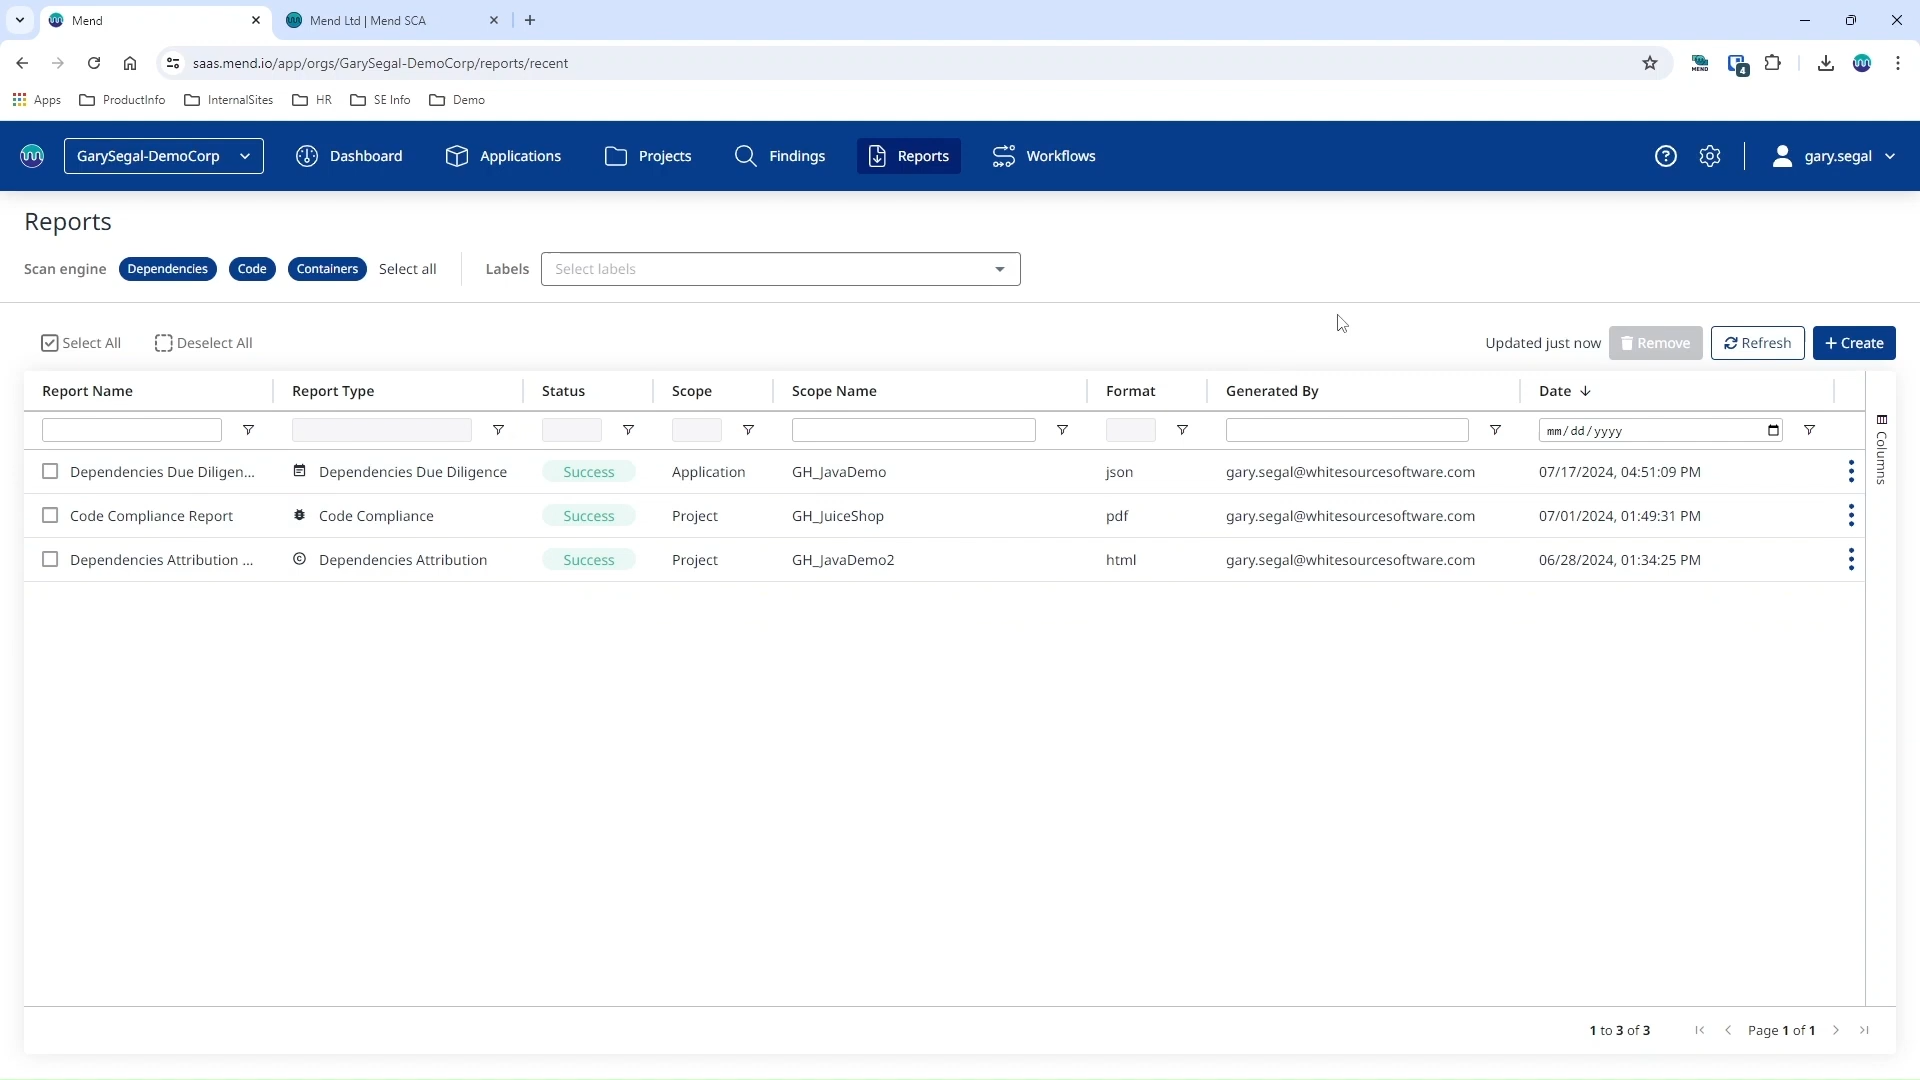 Mend
Mend Ltd | Mend SCA
saas.mend.io/app/orgs/GarySegal-DemoCorp/reports/recent
MEND
4
Apps ProductInfo InternalSites HR SE Info Demo
GarySegal-DemoCorp Dashboard Applications Projects Findings Reports Workflows gary.segal
Reports
Scan engine Dependencies Code Containers Select all Labels Select labels
Select All Deselect All Updated just now Remove Refresh + Create
Report Name Report Type Status Scope Scope Name Format Generated By Date
mm/dd/yyyy
Columns
Dependencies Due Diligen... Dependencies Due Diligence Success Application GH_JavaDemo json gary.segal@whitesourcesoftware.com 07/17/2024, 04:51:09 PM
Code Compliance Report Code Compliance Success Project GH_JuiceShop pdf gary.segal@whitesourcesoftware.com 07/01/2024, 01:49:31 PM
Dependencies Attribution ... Dependencies Attribution Success Project GH_JavaDemo2 html gary.segal@whitesourcesoftware.com 06/28/2024, 01:34:25 PM
1 to 3 of 3 Page 1 of 1